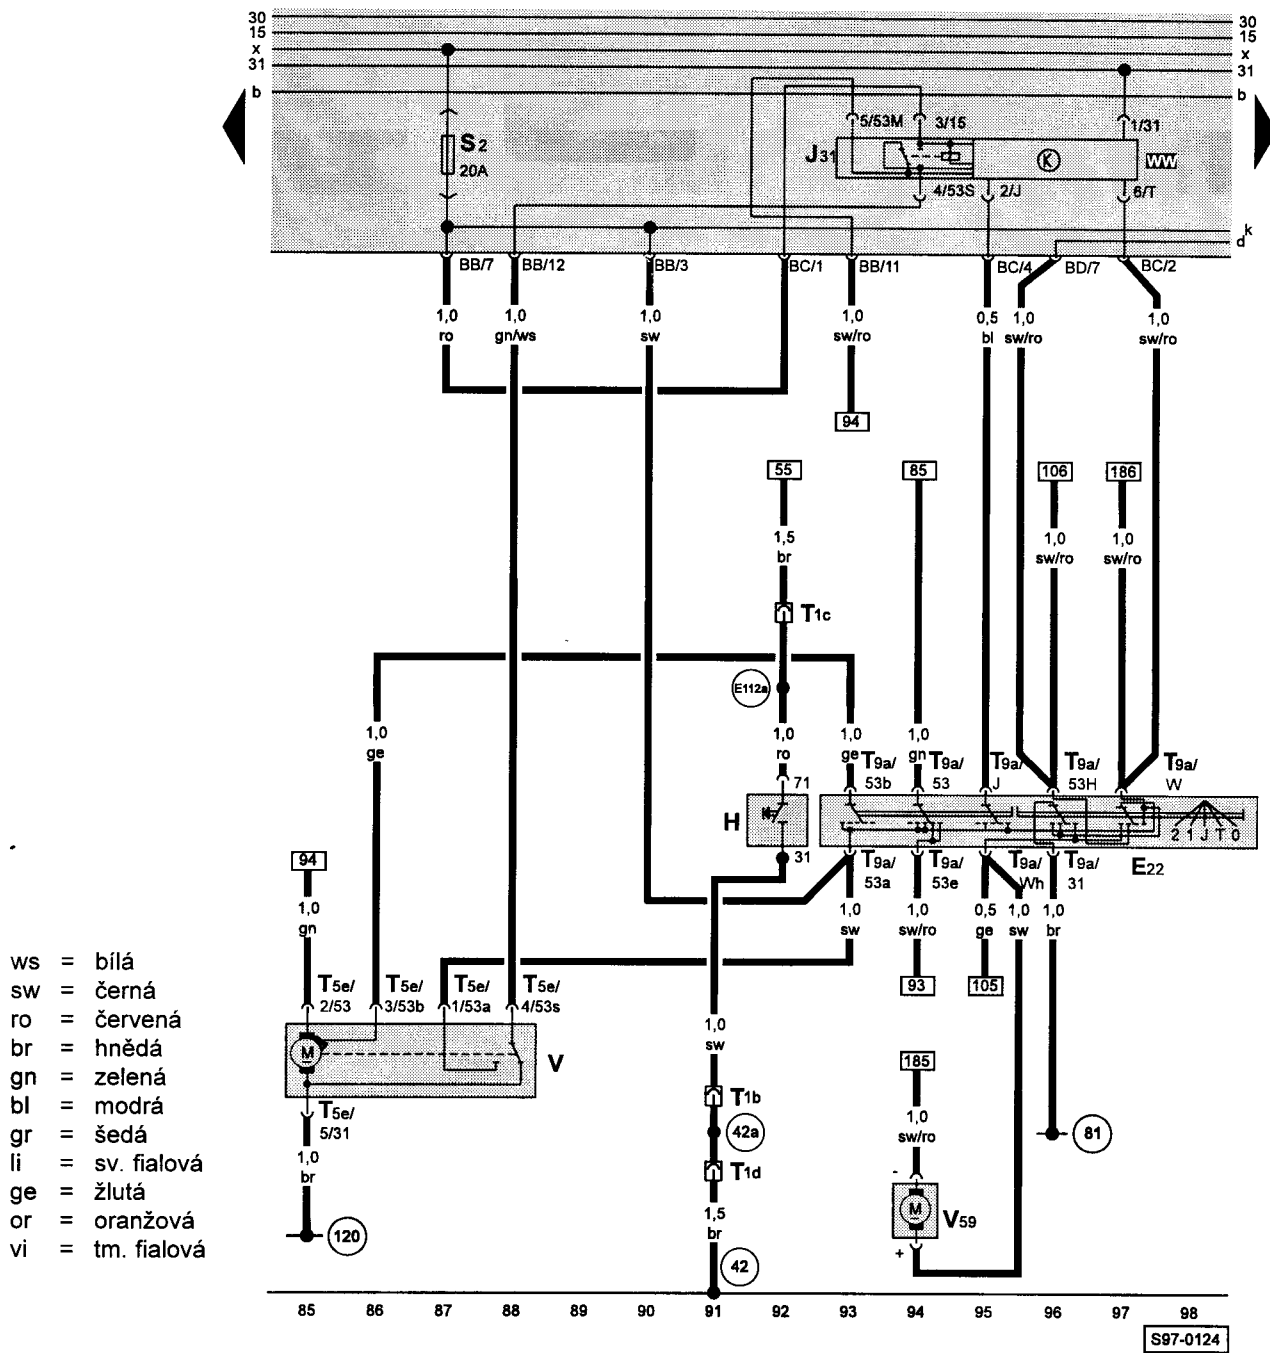 30 30
15 15
x x
31 31
b b
5/53M 3/15 1/31
S2
20A
J31 K WW
4/53S 2/J 6/T
k
d
BB/7 BB/12 BB/3 BC/1 BB/11 BC/4 BD/7 BC/2
1,0 1,0 1,0 1,0 0,5 1,0 1,0
ro gn/ws sw sw/ro bl sw/ro sw/ro
94
55 85 106 186
1,5 1,0 1,0
br sw/ro sw/ro
T1c
E112a
1,0 1,0 1,0 1,0
ge ro ge gn
T9a/ T9a/ T9a/ T9a/ T9a/
71 53b 53 J 53H W
H
2 1 J T 0
31 T9a/ T9a/ T9a/ T9a/ E22
53a 53e Wh 31
94
1,0 1,0 1,0 0,5 1,0 1,0
gn sw sw/ro ge sw br
93 105
T5e/ T5e/ T5e/ T5e/
2/53 3/53b 1/53a 4/53s
M V
1,0
sw
185
T5e/
5/31
T1b
42a
1,0
sw/ro
81
1,0
br
T1d
-
M V59
+
1,5
br
120
42
ws = bílá
sw = černá
ro = červená
br = hnědá
gn = zelená
bl = modrá
gr = šedá
li = sv. fialová
ge = žlutá
or = oranžová
vi = tm. fialová
85 86 87 88 89 90 91 92 93 94 95 96 97 98
S97-0124